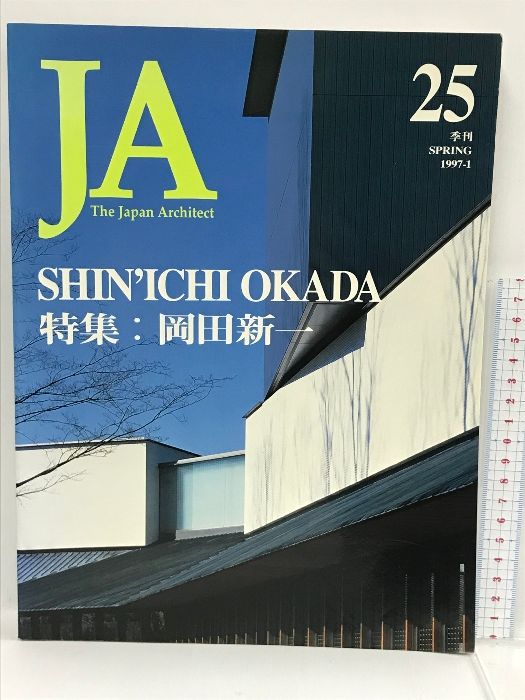 JA
The Japan Architect
25
季刊
SPRING
1997-1
SHIN'ICHI OKADA
特集：岡田新一